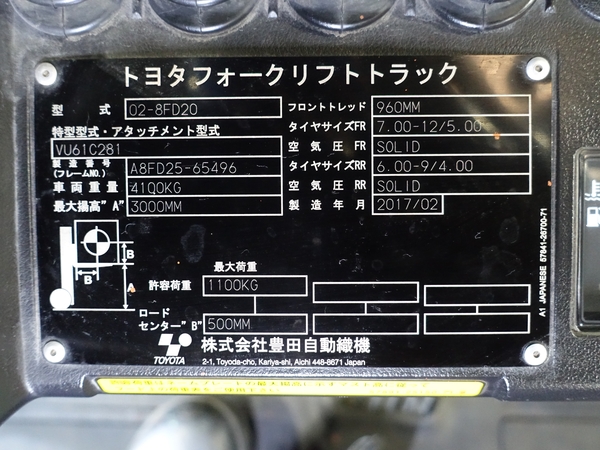 トヨタフォークリフトトラック
型式 02-8FD20 フロントトレッド 960MM
特型型式・アタッチメント型式 タイヤサイズFR 7.00-12/5.00
VU61C281 空気圧 FR SOLID
製造番号 (フレームNO.) A8FD25-65496 タイヤサイズRR 6.00-9/4.00
車両重量 4100KG 空気圧 RR SOLID
最大揚高"A" 3000MM 製造年月 2017/02
B
B
A
最大荷重
許容荷重 1100KG
ロード
センター"B" 500MM
TOYOTA 株式会社豊田自動織機
2-1, Toyoda-cho, Kariya-shi, Aichi 448-8671 Japan
A1 JAPANESE 57841-26700-71